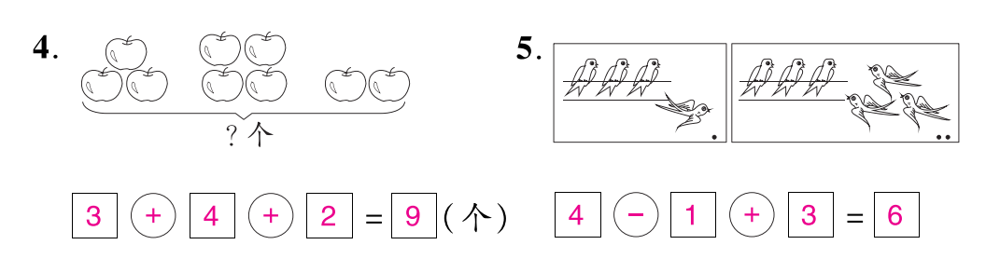 4.
? 个
3 + 4 + 2 = 9 (个)
5.
4 − 1 + 3 = 6